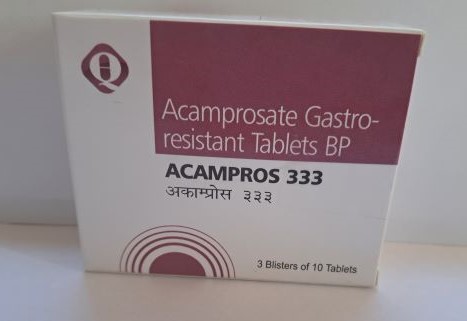 Acamprosate Gastro-
resistant Tablets BP
ACAMPROS 333
अकाम्प्रोस ३३३
3 Blisters of 10 Tablets